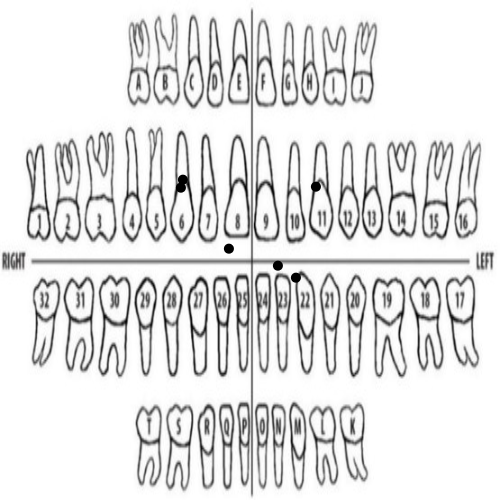 A B C D E F G H I J
1 2 3 4 5 6 7 8 9 10 11 12 13 14 15 16
RIGHT LEFT
32 31 30 29 28 27 26 25 24 23 22 21 20 19 18 17
T S R Q P O N M L K